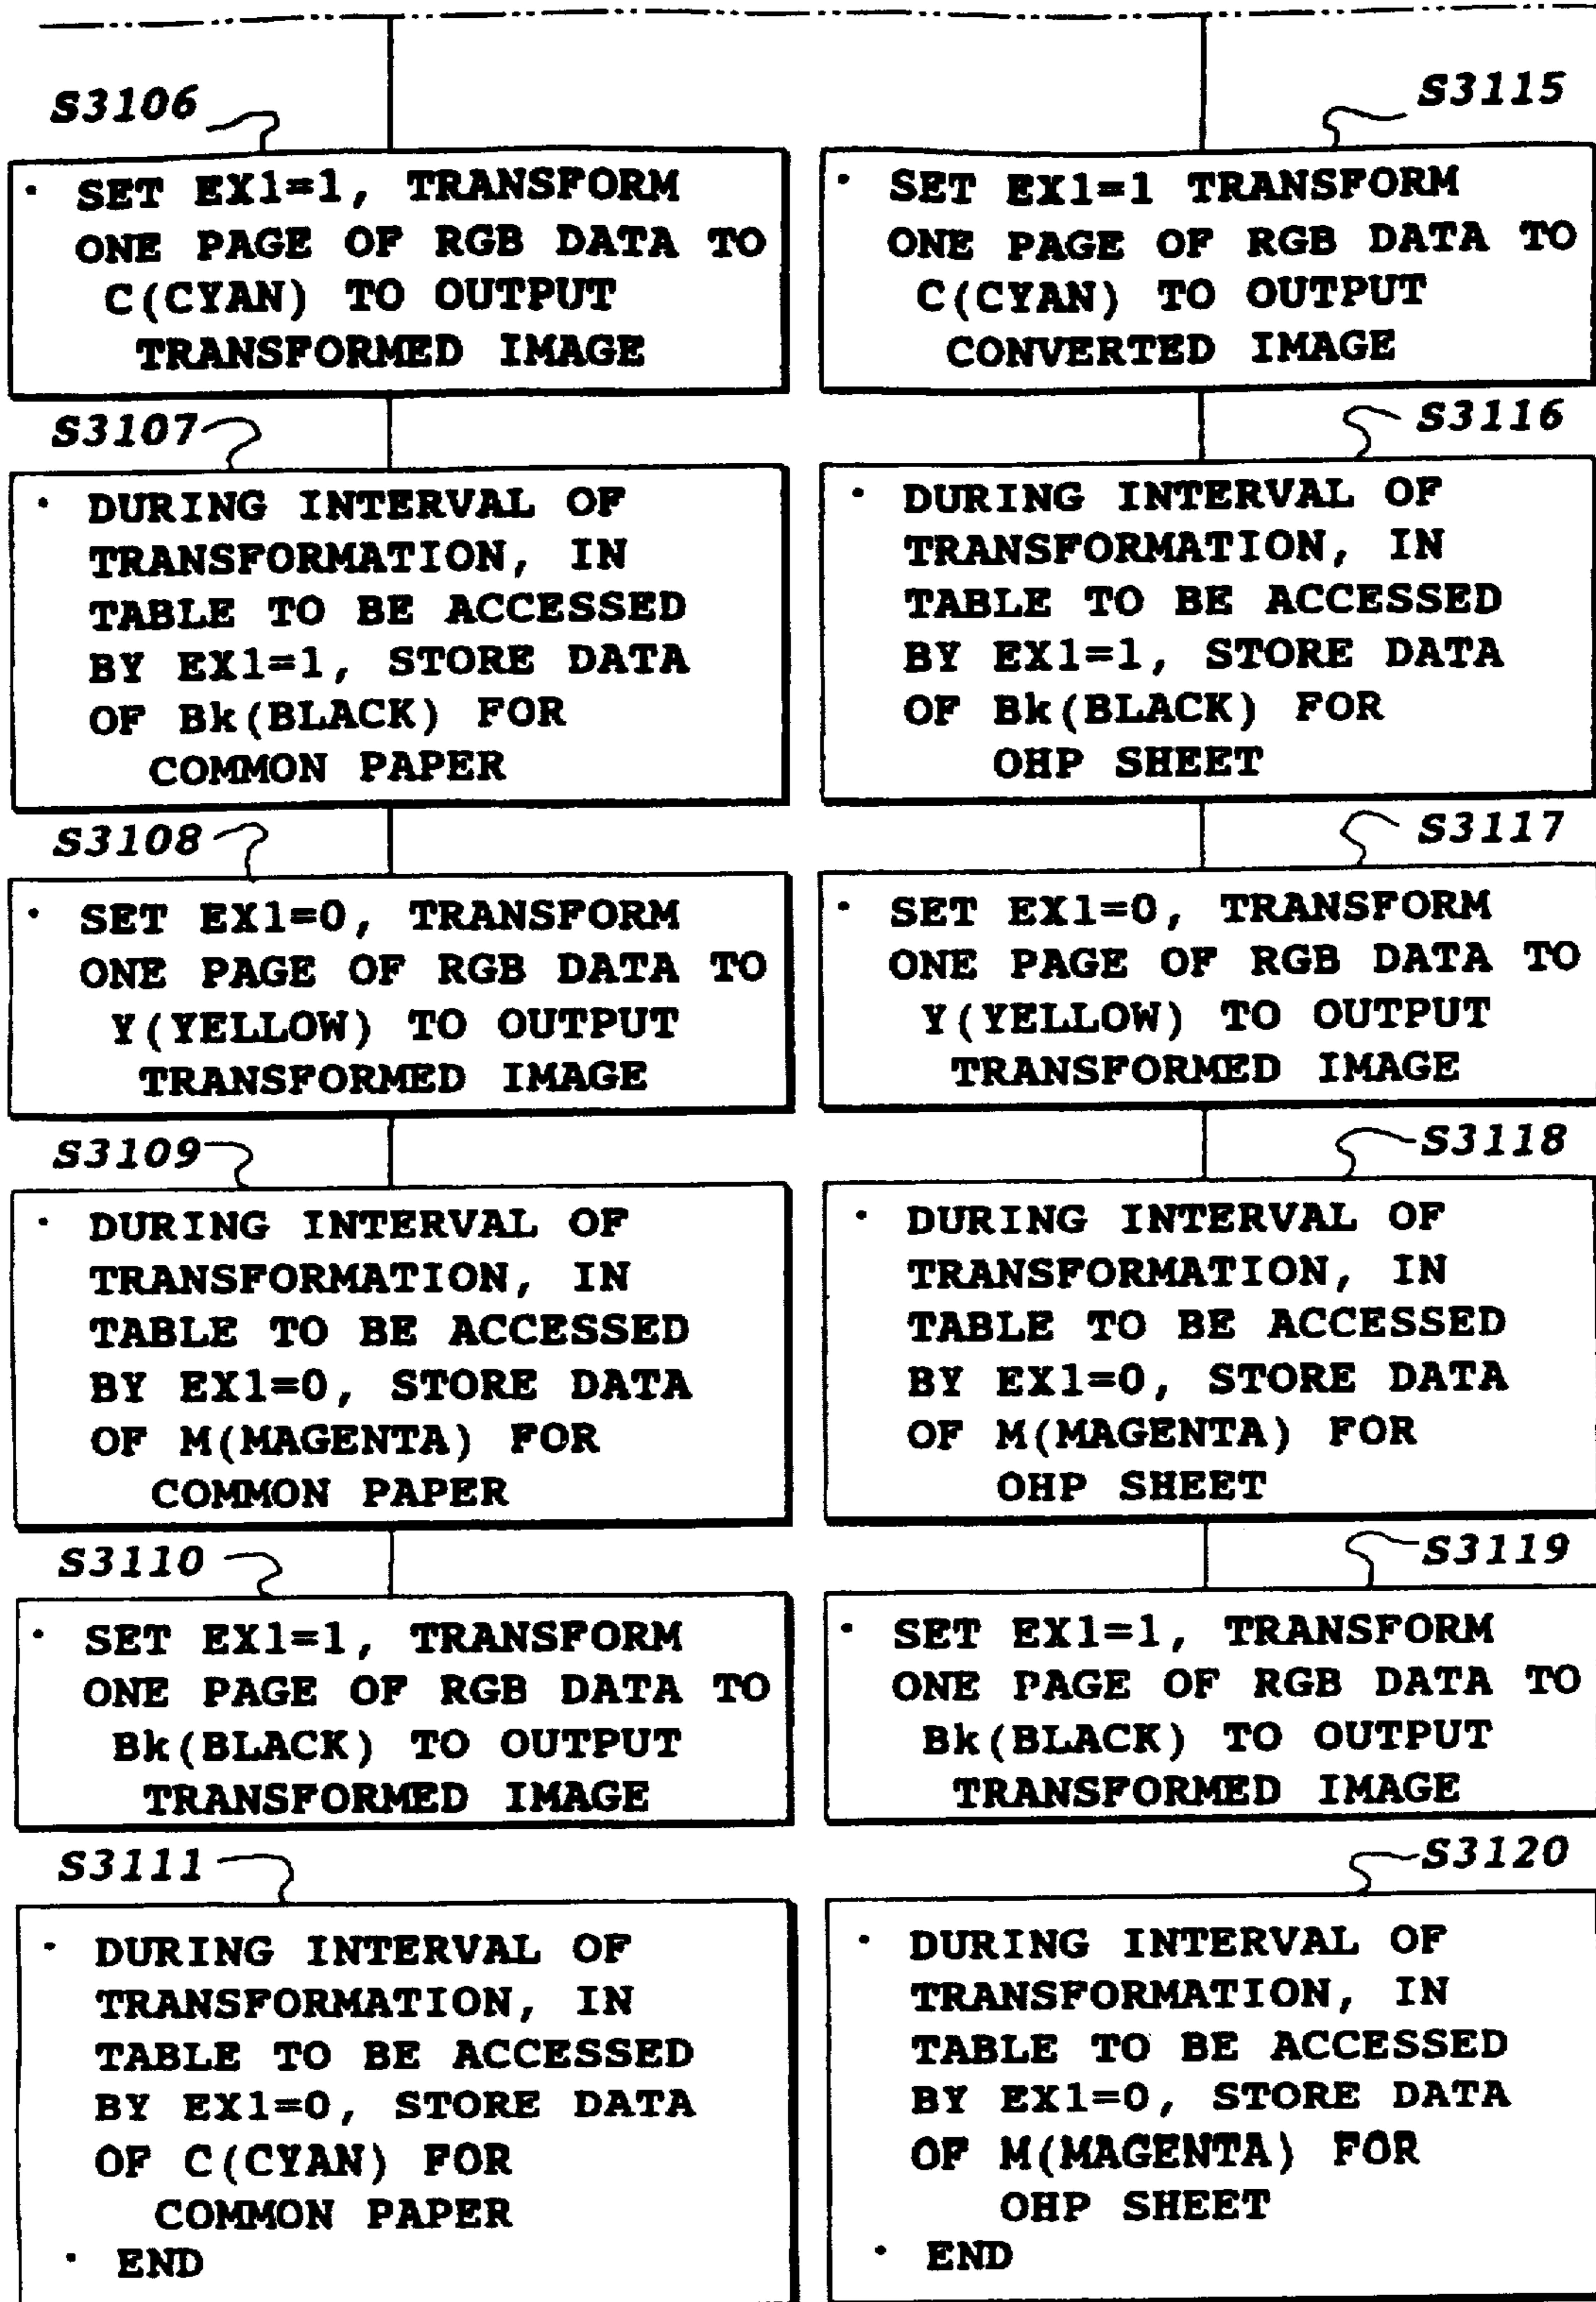 S3106
· SET EX1=1, TRANSFORM
ONE PAGE OF RGB DATA TO
C(CYAN) TO OUTPUT
TRANSFORMED IMAGE
S3107
· DURING INTERVAL OF
TRANSFORMATION, IN
TABLE TO BE ACCESSED
BY EX1=1, STORE DATA
OF Bk(BLACK) FOR
COMMON PAPER
S3108
· SET EX1=0, TRANSFORM
ONE PAGE OF RGB DATA TO
Y(YELLOW) TO OUTPUT
TRANSFORMED IMAGE
S3109
· DURING INTERVAL OF
TRANSFORMATION, IN
TABLE TO BE ACCESSED
BY EX1=0, STORE DATA
OF M(MAGENTA) FOR
COMMON PAPER
S3110
· SET EX1=1, TRANSFORM
ONE PAGE OF RGB DATA TO
Bk(BLACK) TO OUTPUT
TRANSFORMED IMAGE
S3111
· DURING INTERVAL OF
TRANSFORMATION, IN
TABLE TO BE ACCESSED
BY EX1=0, STORE DATA
OF C(CYAN) FOR
COMMON PAPER
· END
S3115
· SET EX1=1 TRANSFORM
ONE PAGE OF RGB DATA TO
C(CYAN) TO OUTPUT
CONVERTED IMAGE
S3116
· DURING INTERVAL OF
TRANSFORMATION, IN
TABLE TO BE ACCESSED
BY EX1=1, STORE DATA
OF Bk(BLACK) FOR
OHP SHEET
S3117
· SET EX1=0, TRANSFORM
ONE PAGE OF RGB DATA TO
Y(YELLOW) TO OUTPUT
TRANSFORMED IMAGE
S3118
· DURING INTERVAL OF
TRANSFORMATION, IN
TABLE TO BE ACCESSED
BY EX1=0, STORE DATA
OF M(MAGENTA) FOR
OHP SHEET
S3119
· SET EX1=1, TRANSFORM
ONE PAGE OF RGB DATA TO
Bk(BLACK) TO OUTPUT
TRANSFORMED IMAGE
S3120
· DURING INTERVAL OF
TRANSFORMATION, IN
TABLE TO BE ACCESSED
BY EX1=0, STORE DATA
OF M(MAGENTA) FOR
OHP SHEET
· END